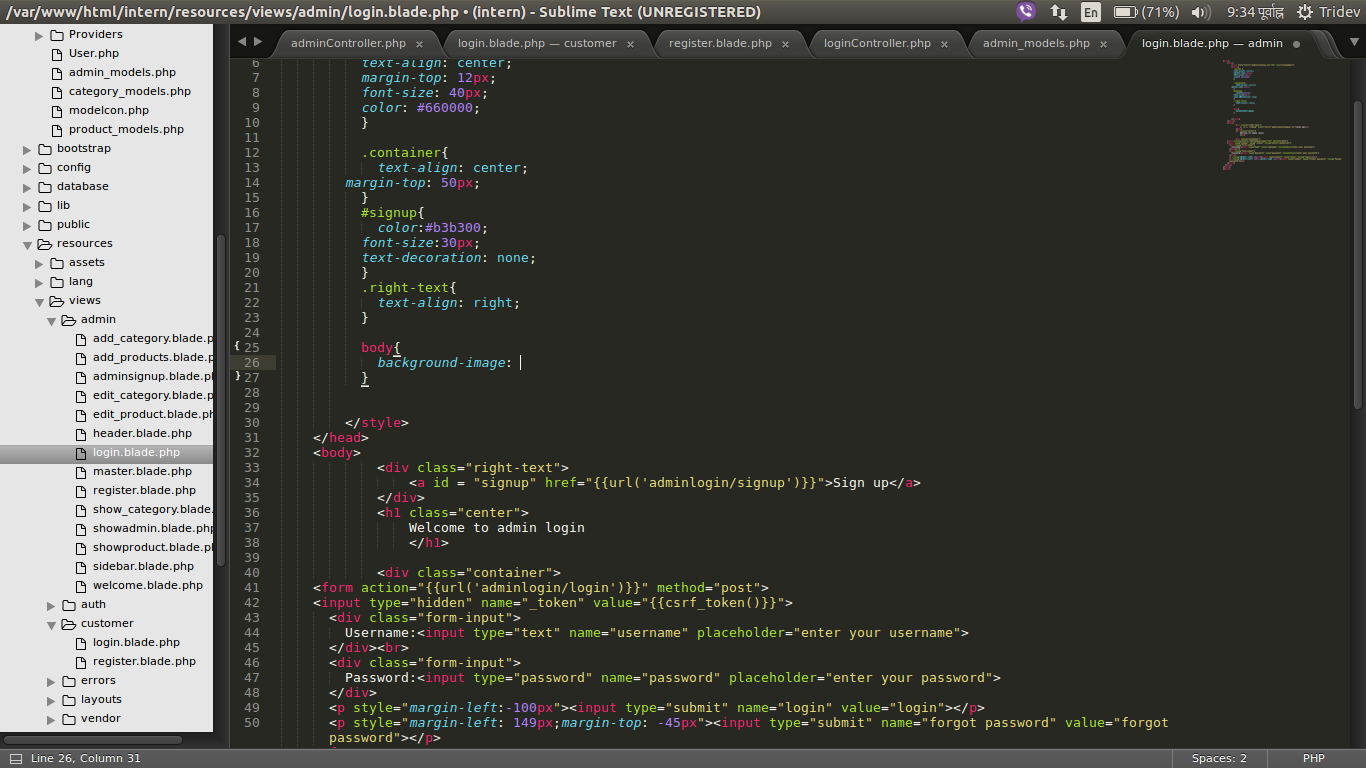 /var/www/html/intern/resources/views/admin/login.blade.php • (intern) - Sublime Text (UNREGISTERED)
En (71%) 9:34 पूर्वाह्न Tridev
Providers
User.php
admin_models.php
category_models.php
modelcon.php
product_models.php
bootstrap
config
database
lib
public
resources
assets
lang
views
admin
add_category.blade.p
add_products.blade.p
adminsignup.blade.p
edit_category.blade.p
edit_product.blade.ph
header.blade.php
login.blade.php
master.blade.php
register.blade.php
show_category.blade.
showadmin.blade.php
showproduct.blade.pl
sidebar.blade.php
welcome.blade.php
auth
customer
login.blade.php
register.blade.php
errors
layouts
vendor
adminController.php × login.blade.php — customer × register.blade.php × loginController.php × admin_models.php × login.blade.php — admin
6 text-align: center;
7 margin-top: 12px;
8 font-size: 40px;
9 color: #660000;
10 }
11
12 .container{
13 text-align: center;
14 margin-top: 50px;
15 }
16 #signup{
17 color:#b3b300;
18 font-size:30px;
19 text-decoration: none;
20 }
21 .right-text{
22 text-align: right;
23 }
24
{ 25 body{
26 background-image:
} 27 }
28
29
30 </style>
31 </head>
32 <body>
33 <div class="right-text">
34 <a id = "signup" href="{{url('adminlogin/signup')}}">Sign up</a>
35 </div>
36 <h1 class="center">
37 Welcome to admin login
38 </h1>
39
40 <div class="container">
41 <form action="{{url('adminlogin/login')}}" method="post">
42 <input type="hidden" name="_token" value="{{csrf_token()}}">
43 <div class="form-input">
44 Username:<input type="text" name="username" placeholder="enter your username">
45 </div><br>
46 <div class="form-input">
47 Password:<input type="password" name="password" placeholder="enter your password">
48 </div>
49 <p style="margin-left:-100px"><input type="submit" name="login" value="login"></p>
50 <p style="margin-left: 149px;margin-top: -45px"><input type="submit" name="forgot password" value="forgot
password"></p>
Line 26, Column 31 Spaces: 2 PHP